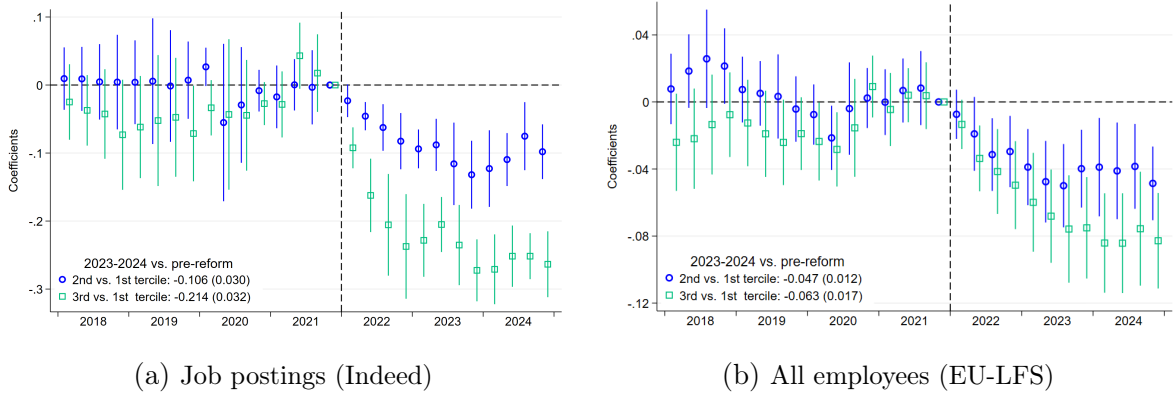 .1
0
-.1
-.2
-.3
Coefficients
2023-2024 vs. pre-reform
2nd vs. 1st tercile: -0.106 (0.030)
3rd vs. 1st tercile: -0.214 (0.032)
2018 2019 2020 2021 2022 2023 2024
(a) Job postings (Indeed)
.04
0
-.04
-.08
-.12
Coefficients
2023-2024 vs. pre-reform
2nd vs. 1st tercile: -0.047 (0.012)
3rd vs. 1st tercile: -0.063 (0.017)
2018 2019 2020 2021 2022 2023 2024
(b) All employees (EU-LFS)